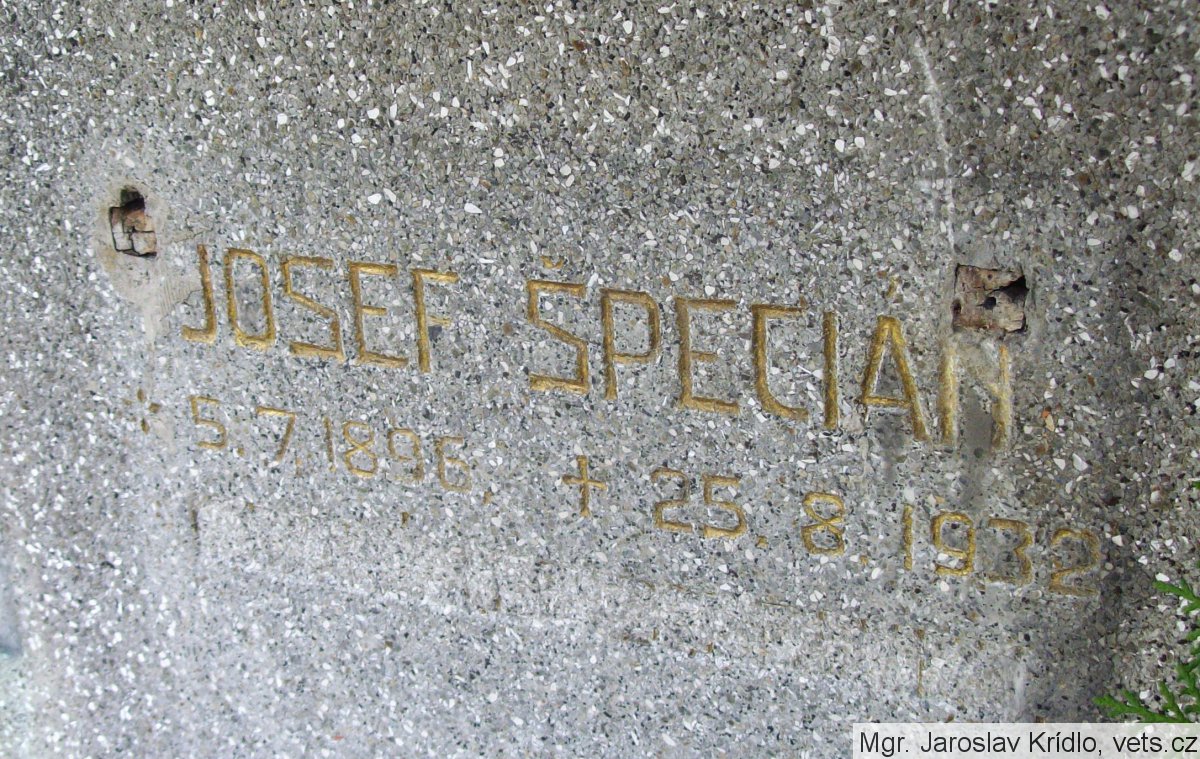 JOSEF ŠPECIÁN
* 5. 7. 1896, + 25. 8. 1932
Mgr. Jaroslav Krídlo, vets.cz